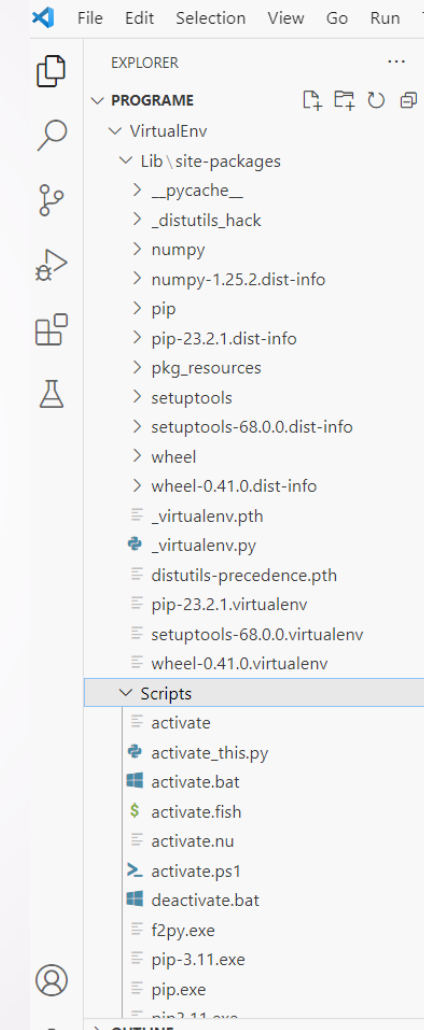 File Edit Selection View Go Run
EXPLORER ...
PROGRAME
VirtualEnv
Lib\site-packages
__pycache__
_distutils_hack
numpy
numpy-1.25.2.dist-info
pip
pip-23.2.1.dist-info
pkg_resources
setuptools
setuptools-68.0.0.dist-info
wheel
wheel-0.41.0.dist-info
_virtualenv.pth
_virtualenv.py
distutils-precedence.pth
pip-23.2.1.virtualenv
setuptools-68.0.0.virtualenv
wheel-0.41.0.virtualenv
Scripts
activate
activate_this.py
activate.bat
activate.fish
activate.nu
activate.ps1
deactivate.bat
f2py.exe
pip-3.11.exe
pip.exe
pip3.11.exe
OUTLINE